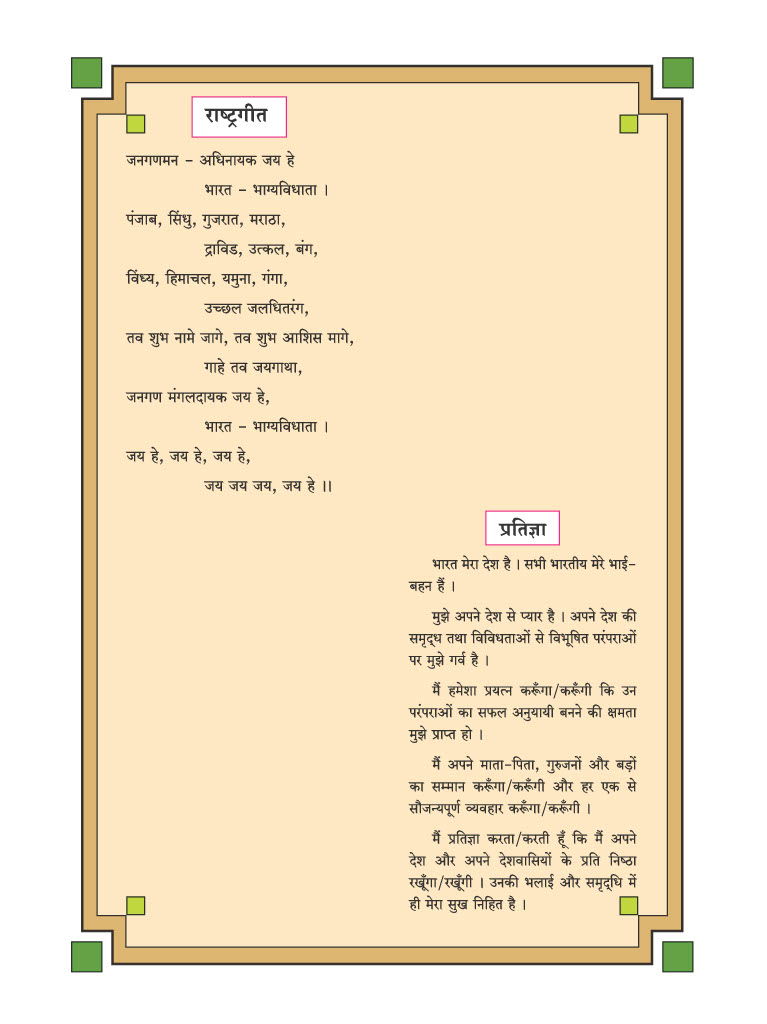 राष्ट्रगीत
जनगणमन - अधिनायक जय हे
भारत - भाग्यविधाता ।
पंजाब, सिंधु, गुजरात, मराठा,
द्राविड, उत्कल, बंग,
विंध्य, हिमाचल, यमुना, गंगा,
उच्छल जलधितरंग,
तव शुभ नामे जागे, तव शुभ आशिस मागे,
गाहे तव जयगाथा,
जनगण मंगलदायक जय हे,
भारत - भाग्यविधाता ।
जय हे, जय हे, जय हे,
जय जय जय, जय हे ।।
प्रतिज्ञा
भारत मेरा देश है । सभी भारतीय मेरे भाई-
बहन हैं ।
मुझे अपने देश से प्यार है । अपने देश की
समृद्ध तथा विविधताओं से विभूषित परंपराओं
पर मुझे गर्व है ।
मैं हमेशा प्रयत्न करूँगा/करूँगी कि उन
परंपराओं का सफल अनुयायी बनने की क्षमता
मुझे प्राप्त हो ।
मैं अपने माता-पिता, गुरुजनों और बड़ों
का सम्मान करूँगा/करूँगी और हर एक से
सौजन्यपूर्ण व्यवहार करूँगा/करूँगी ।
मैं प्रतिज्ञा करता/करती हूँ कि मैं अपने
देश और अपने देशवासियों के प्रति निष्ठा
रखूँगा/रखूँगी । उनकी भलाई और समृद्धि में
ही मेरा सुख निहित है ।